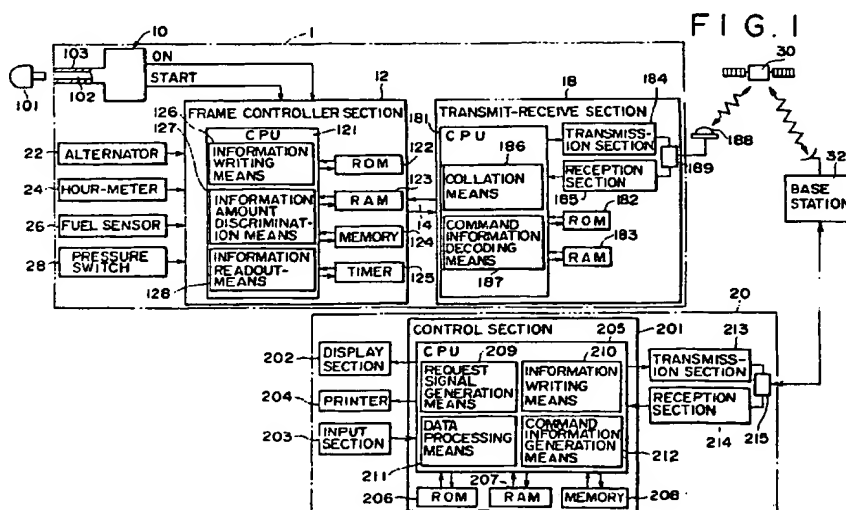 FIG. 1
10
1
103
ON
START
101
102
30
12
FRAME CONTROLLER SECTION
126
127
CPU
121
INFORMATION
WRITING MEANS
ROM
122
INFORMATION
AMOUNT
DISCRIMINAT-
ION MEANS
RAM
123
MEMORY
124
INFORMATION
READOUT-
MEANS
TIMER
125
128
14
22
ALTERNATOR
24
HOUR-METER
26
FUEL SENSOR
28
PRESSURE
SWITCH
18
TRANSMIT-RECEIVE SECTION
184
181
CPU
186
TRANSMISS-
ION SECTION
188
189
COLLATION
MEANS
RECEPTION
SECTION
185
182
ROM
COMMAND
INFORMATION
DECODING
MEANS
183
RAM
187
32
BASE
STATION
20
CONTROL SECTION
205
201
213
202
DISPLAY
SECTION
CPU
209
210
TRANSMISS-
ION SECTION
REQUEST
SIGNAL
GENERATION
MEANS
INFORMATION
WRITING
MEANS
204
PRINTER
RECEPTION
SECTION
214
215
203
INPUT
SECTION
DATA
PROCESSING
MEANS
COMMAND
INFORMATION
GENERATION
MEANS
211
212
207
206
ROM
RAM
MEMORY
208